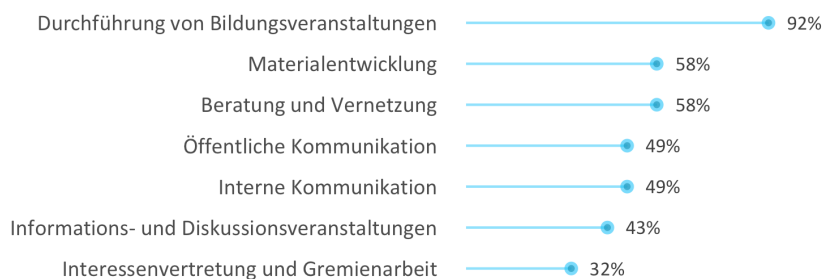 Durchführung von Bildungsveranstaltungen 92%
Materialentwicklung 58%
Beratung und Vernetzung 58%
Öffentliche Kommunikation 49%
Interne Kommunikation 49%
Informations- und Diskussionsveranstaltungen 43%
Interessenvertretung und Gremienarbeit 32%